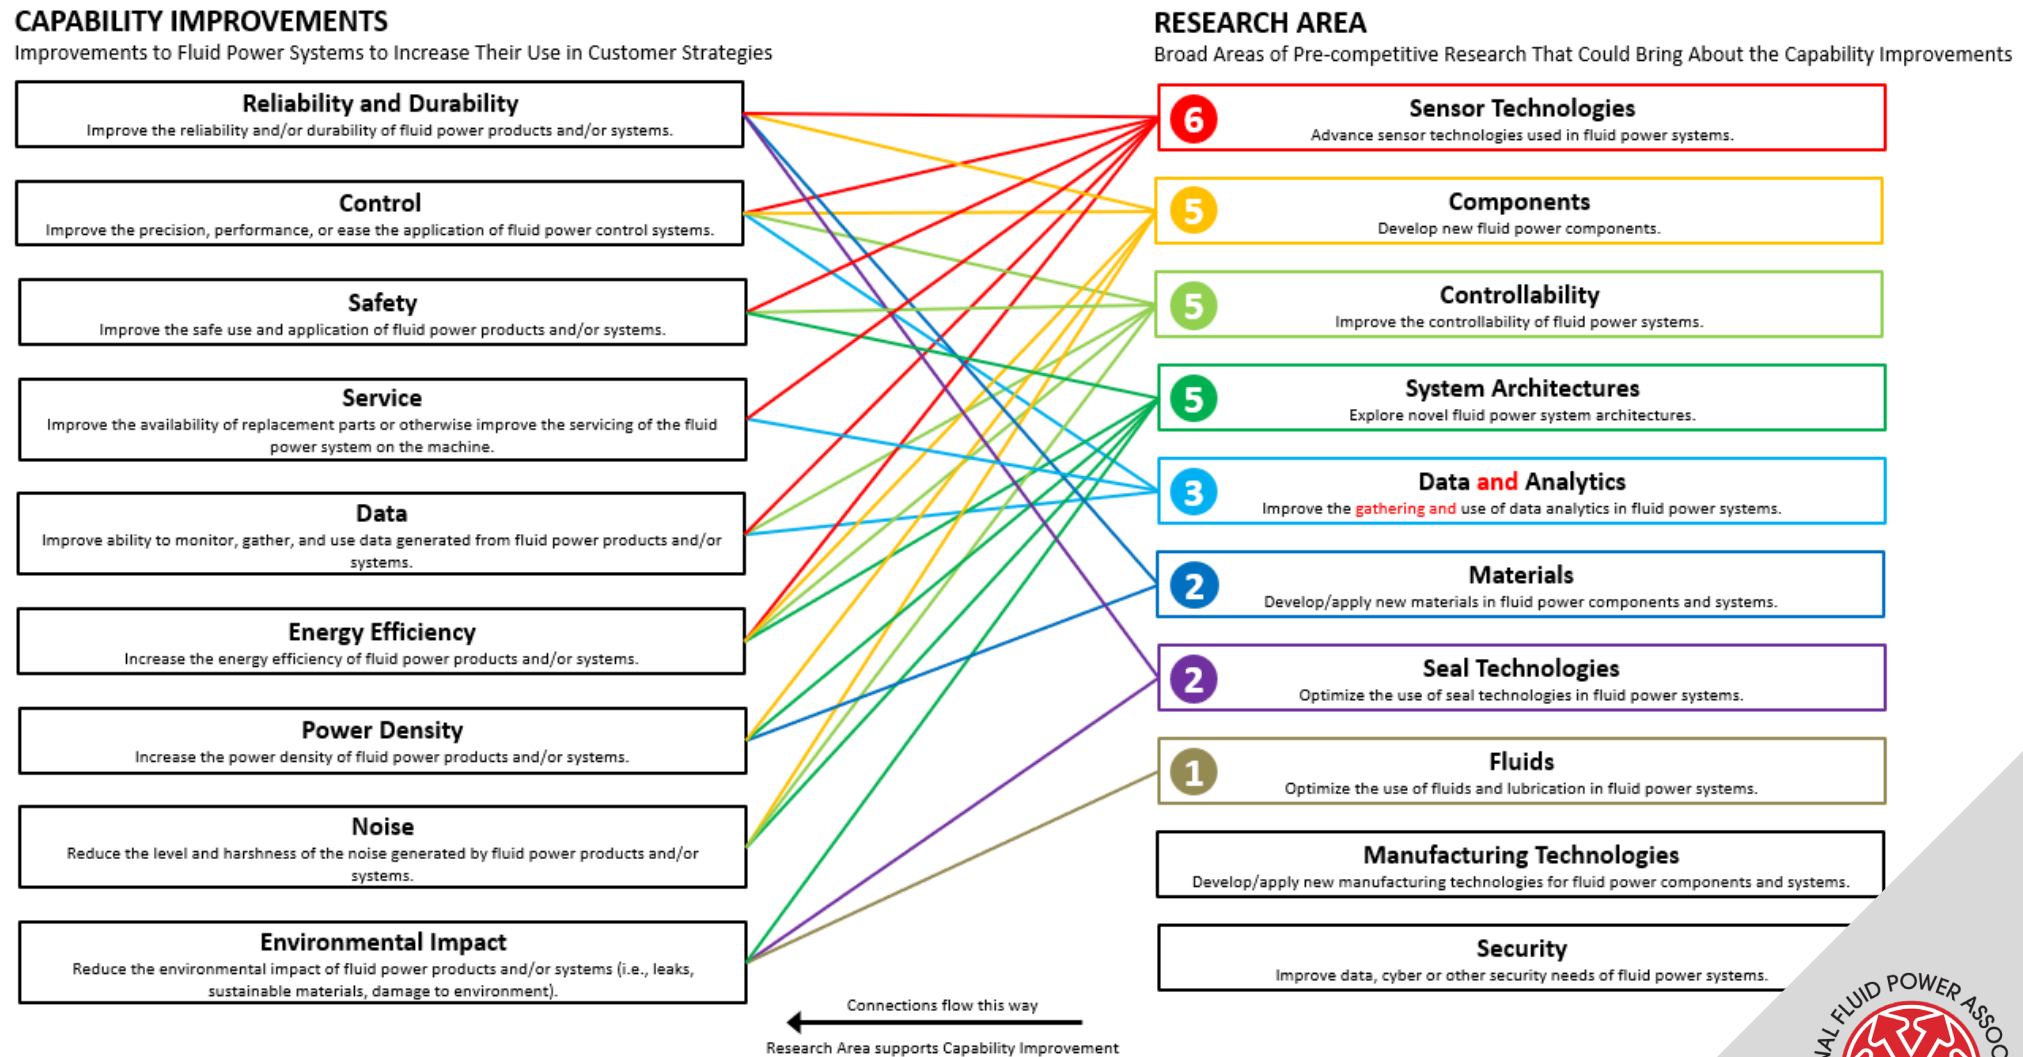 CAPABILITY IMPROVEMENTS
Improvements to Fluid Power Systems to Increase Their Use in Customer Strategies
Reliability and Durability
Improve the reliability and/or durability of fluid power products and/or systems.
Control
Improve the precision, performance, or ease the application of fluid power control systems.
Safety
Improve the safe use and application of fluid power products and/or systems.
Service
Improve the availability of replacement parts or otherwise improve the servicing of the fluid
power system on the machine.
Data
Improve ability to monitor, gather, and use data generated from fluid power products and/or
systems.
Energy Efficiency
Increase the energy efficiency of fluid power products and/or systems.
Power Density
Increase the power density of fluid power products and/or systems.
Noise
Reduce the level and harshness of the noise generated by fluid power products and/or
systems.
Environmental Impact
Reduce the environmental impact of fluid power products and/or systems (i.e., leaks,
sustainable materials, damage to environment).
Connections flow this way
Research Area supports Capability Improvement
RESEARCH AREA
Broad Areas of Pre-competitive Research That Could Bring About the Capability Improvements
6
Sensor Technologies
Advance sensor technologies used in fluid power systems.
5
Components
Develop new fluid power components.
5
Controllability
Improve the controllability of fluid power systems.
5
System Architectures
Explore novel fluid power system architectures.
3
Data and Analytics
Improve the gathering and use of data analytics in fluid power systems.
2
Materials
Develop/apply new materials in fluid power components and systems.
2
Seal Technologies
Optimize the use of seal technologies in fluid power systems.
1
Fluids
Optimize the use of fluids and lubrication in fluid power systems.
Manufacturing Technologies
Develop/apply new manufacturing technologies for fluid power components and systems.
Security
Improve data, cyber or other security needs of fluid power systems.
FLUID POWER